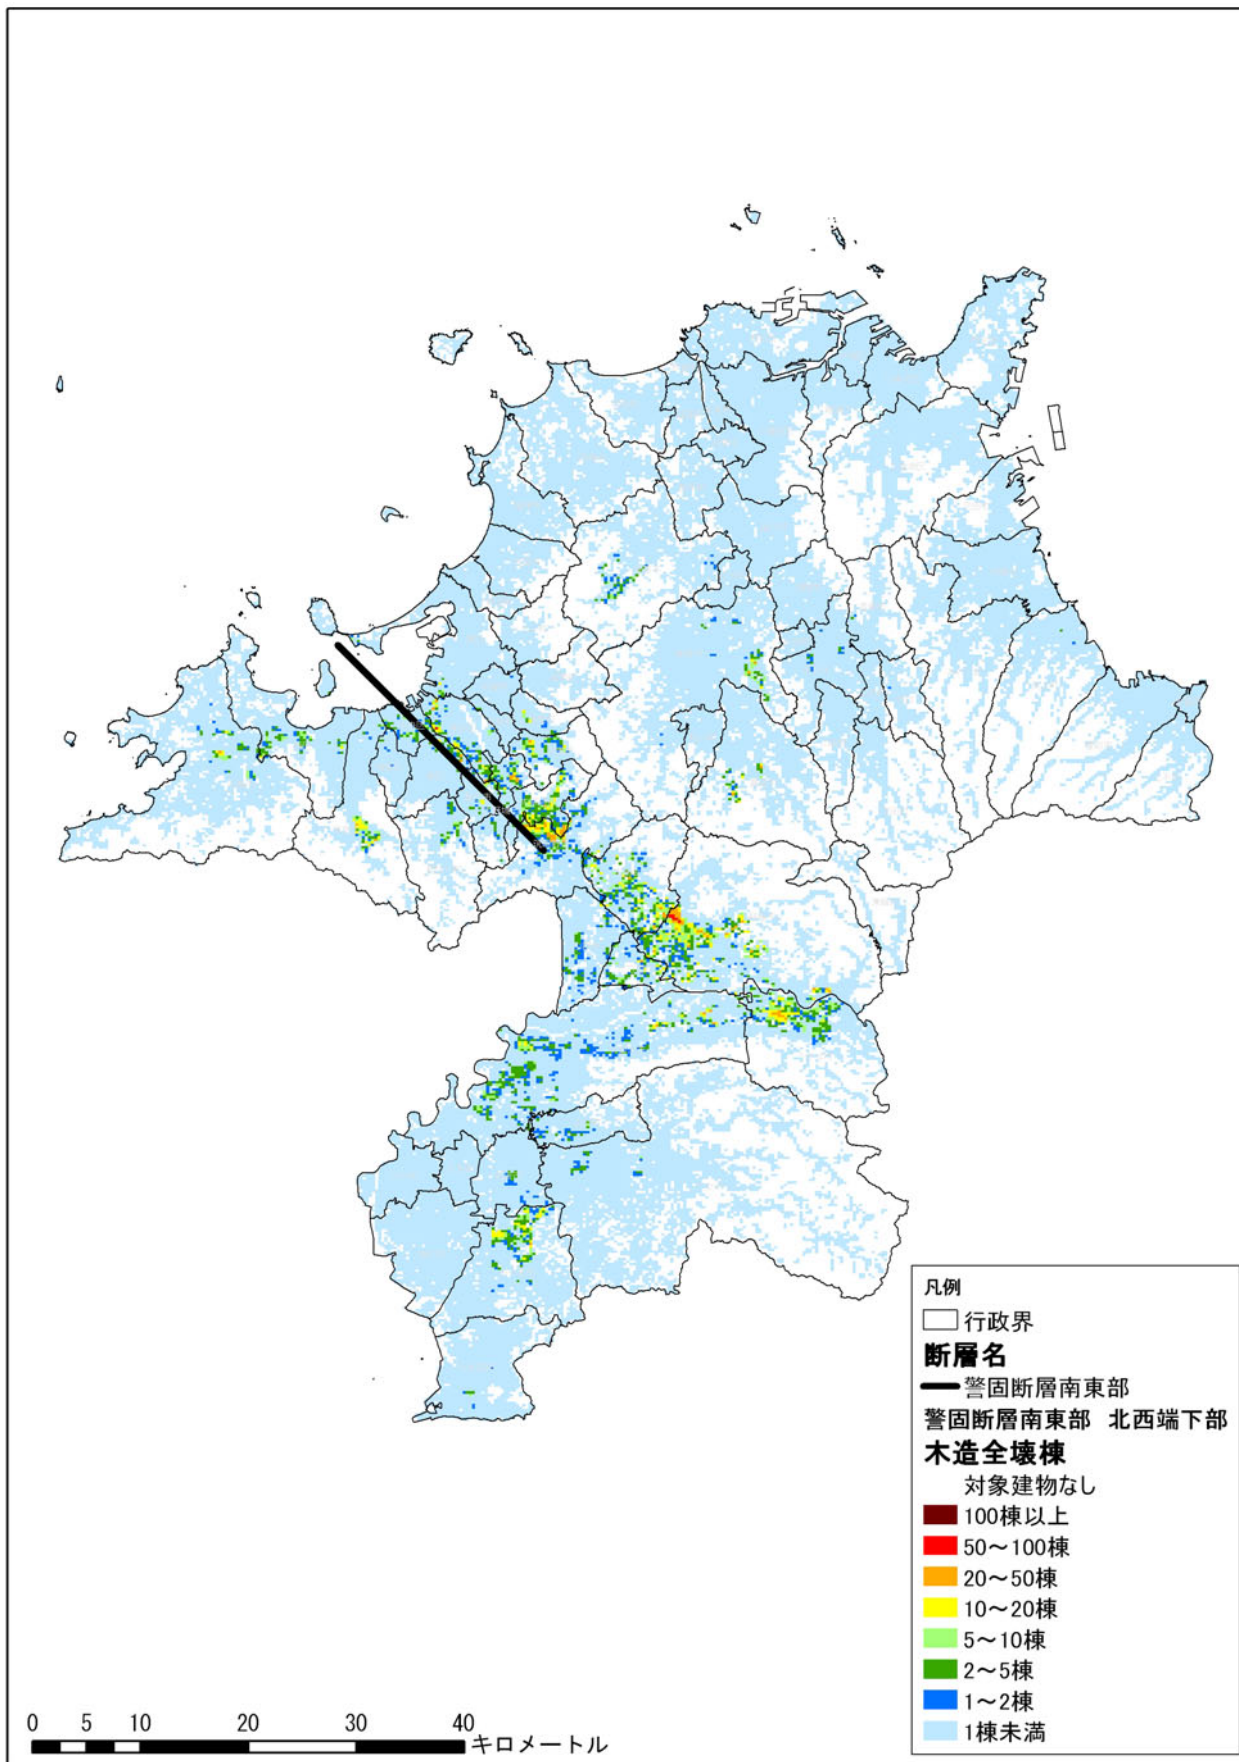 凡例
行政界
断層名
警固断層南東部
警固断層南東部 北西端下部
木造全壊棟
対象建物なし
100棟以上
50～100棟
20～50棟
10～20棟
5～10棟
2～5棟
1～2棟
1棟未満
0 5 10 20 30 40
キロメートル